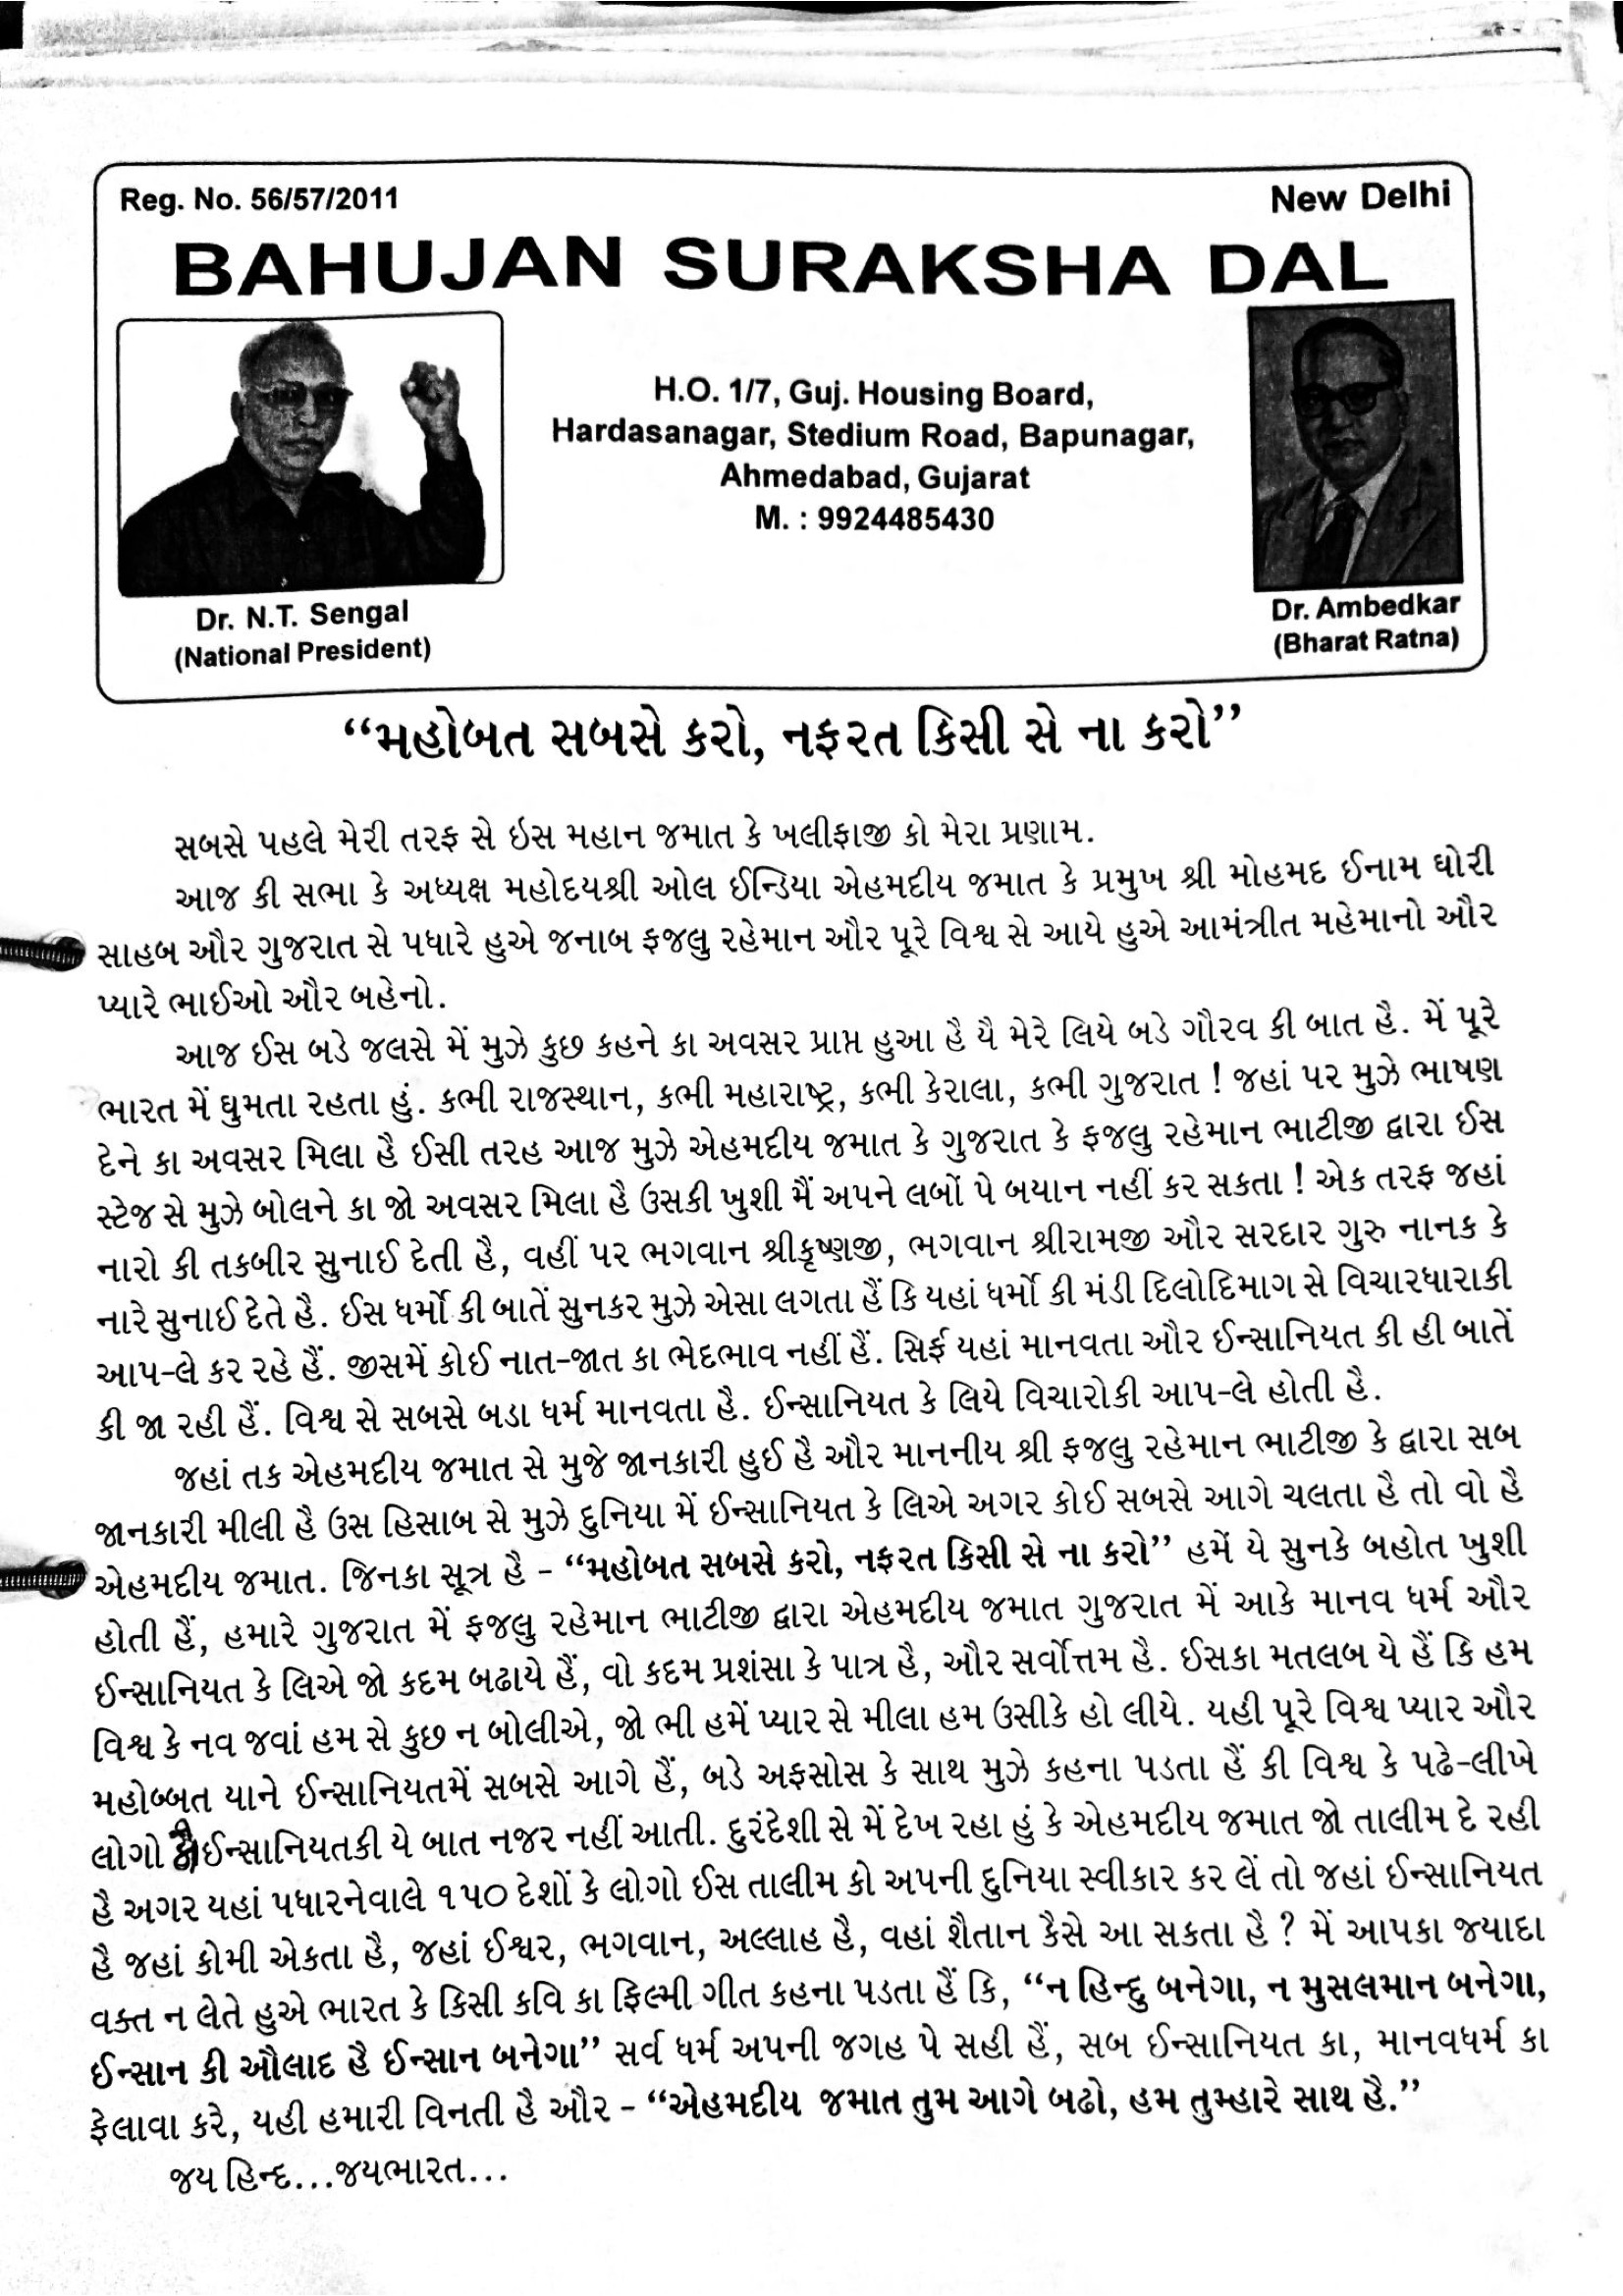 Reg. No. 56/57/2011
New Delhi
BAHUJAN SURAKSHA DAL
H.O. 1/7, Guj. Housing Board,
Hardasanagar, Stedium Road, Bapunagar,
Ahmedabad, Gujarat
M. : 9924485430
Dr. N.T. Sengal
(National President)
Dr. Ambedkar
(Bharat Ratna)
“મહોબત સબસે કરો, નફરત કિસી સે ના કરો”
સબસે પહલે મેરી તરફ સે ઇસ મહાન જમાત કે ખલીફાજી કો મેરા પ્રણામ.
આજ કી સભા કે અધ્યક્ષ મહોદયશ્રી ઓલ ઈન્ડિયા એહમદીય જમાત કે પ્રમુખ શ્રી મોહમદ ઈનામ ઘોરી
સાહબ ઔર ગુજરાત સે પધારે હુએ જનાબ ફજલુ રહેમાન ઔર પૂરે વિશ્વ સે આયે હુએ આમંત્રીત મહેમાનો ઔર
પ્યારે ભાઈઓ ઔર બહેનો.
આજ ઈસ બડે જલસે મેં મુઝે કુછ કહને કા અવસર પ્રાપ્ત હુઆ હૈ યૈ મેરે લિયે બડે ગૌરવ કી બાત હૈ. મેં પૂરે
ભારત મેં ઘુમતા રહતા હું. કભી રાજસ્થાન, કભી મહારાષ્ટ્ર, કભી કેરાલા, કભી ગુજરાત ! જહાં પર મુઝે ભાષણ
દેને કા અવસર મિલા હૈ ઈસી તરહ આજ મુઝે એહમદીય જમાત કે ગુજરાત કે ફજલુ રહેમાન ભાટીજી દ્વારા ઈસ
સ્ટેજ સે મુઝે બોલને કા જો અવસર મિલા હૈ ઉસકી ખુશી મૈં અપને લબોં પે બયાન નહીં કર સકતા ! એક તરફ જહાં
નારો કી તકબીર સુનાઈ દેતી હૈ, વહીં પર ભગવાન શ્રીકૃષ્ણજી, ભગવાન શ્રીરામજી ઔર સરદાર ગુરુ નાનક કે
નારે સુનાઈ દેતે હૈ. ઈસ ધર્મો કી બાતેં સુનકર મુઝે એસા લગતા હૈં કિ યહાં ધર્મો કી મંડી દિલોદિમાગ સે વિચારધારાકી
આપ-લે કર રહે હૈં. જીસમેં કોઈ નાત-જાત કા ભેદભાવ નહીં હૈં. સિર્ફ યહાં માનવતા ઔર ઈન્સાનિયત કી હી બાતેં
કી જા રહી હૈં. વિશ્વ સે સબસે બડા ધર્મ માનવતા હૈ. ઈન્સાનિયત કે લિયે વિચારોકી આપ-લે હોતી હૈ.
જહાં તક એહમદીય જમાત સે મુજે જાનકારી હુઈ હૈ ઔર માનનીય શ્રી ફજલુ રહેમાન ભાટીજી કે દ્વારા સબ
જાનકારી મીલી હૈ ઉસ હિસાબ સે મુઝે દુનિયા મેં ઈન્સાનિયત કે લિએ અગર કોઈ સબસે આગે ચલતા હૈ તો વો હૈ
એહમદીય જમાત. જિનકા સૂત્ર હૈ - “મહોબત સબસે કરો, નફરત કિસી સે ના કરો” હમેં યે સુનકે બહોત ખુશી
હોતી હૈં, હમારે ગુજરાત મેં ફજલુ રહેમાન ભાટીજી દ્વારા એહમદીય જમાત ગુજરાત મેં આકે માનવ ધર્મ ઔર
ઈન્સાનિયત કે લિએ જો કદમ બઢાયે હૈં, વો કદમ પ્રશંસા કે પાત્ર હૈ, ઔર સર્વોત્તમ હૈ. ઈસકા મતલબ યે હૈં કિ હમ
વિશ્વ કે નવ જવાં હમ સે કુછ ન બોલીએ, જો ભી હમેં પ્યાર સે મીલા હમ ઉસીકે હો લીયે. યહી પૂરે વિશ્વ પ્યાર ઔર
મહોબ્બત યાને ઈન્સાનિયતમેં સબસે આગે હૈં, બડે અફસોસ કે સાથ મુઝે કહના પડતા હૈં કી વિશ્વ કે પઢે-લીખે
લોગો ઈન્સાનિયતકી યે બાત નજર નહીં આતી. દુરંદેશી સે મેં દેખ રહા હું કે એહમદીય જમાત જો તાલીમ દે રહી
હૈ અગર યહાં પધારનેવાલે ૧૫૦ દેશોં કે લોગો ઈસ તાલીમ કો અપની દુનિયા સ્વીકાર કર લેં તો જહાં ઈન્સાનિયત
હૈ જહાં કોમી એકતા હૈ, જહાં ઈશ્વર, ભગવાન, અલ્લાહ હૈ, વહાં શૈતાન કૈસે આ સકતા હૈ ? મેં આપકા જ્યાદા
વક્ત ન લેતે હુએ ભારત કે કિસી કવિ કા ફિલ્મી ગીત કહના પડતા હૈં કિ, “ન હિન્દુ બનેગા, ન મુસલમાન બનેગા,
ઈન્સાન કી ઔલાદ હૈ ઈન્સાન બનેગા” સર્વ ધર્મ અપની જગહ પે સહી હૈં, સબ ઈન્સાનિયત કા, માનવધર્મ કા
ફેલાવા કરે, યહી હમારી વિનતી હૈ ઔર - “એહમદીય જમાત તુમ આગે બઢો, હમ તુમ્હારે સાથ હૈ.”
જય હિન્દ...જયભારત...